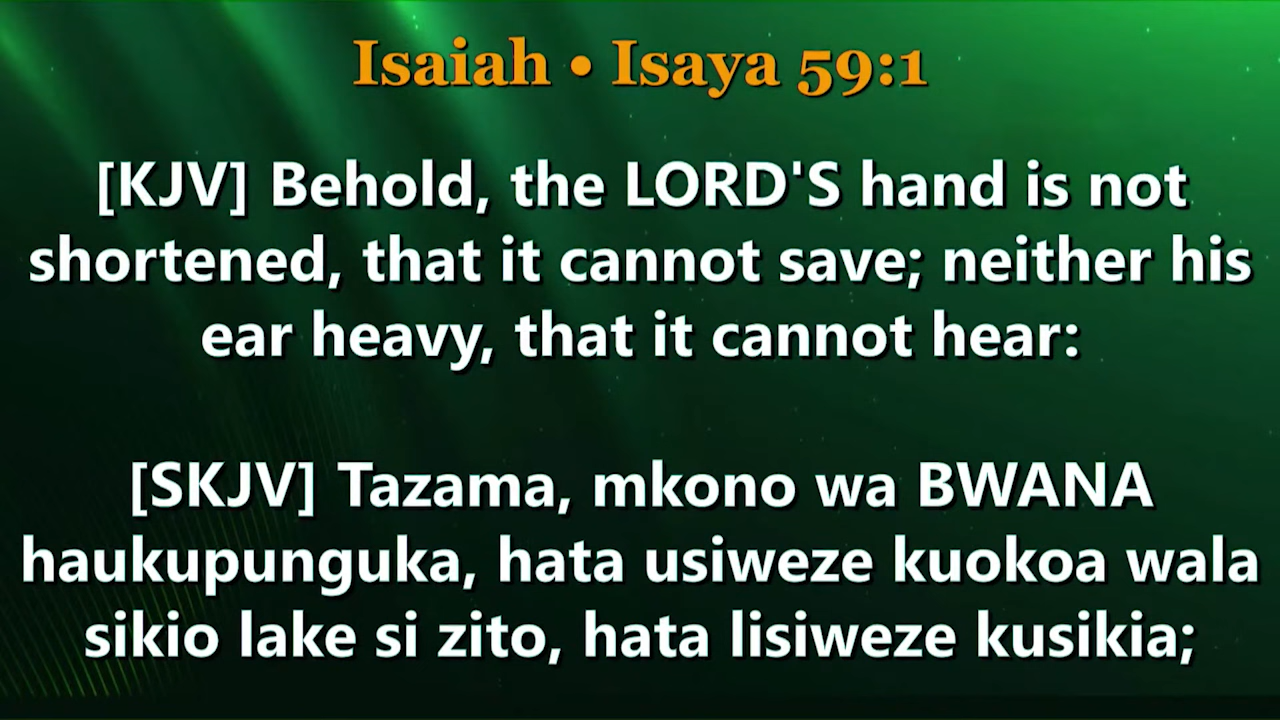 Isaiah • Isaya 59:1
[KJV] Behold, the LORD'S hand is not
shortened, that it cannot save; neither his
ear heavy, that it cannot hear:
[SKJV] Tazama, mkono wa BWANA
haukupunguka, hata usiweze kuokoa wala
sikio lake si zito, hata lisiweze kusikia;